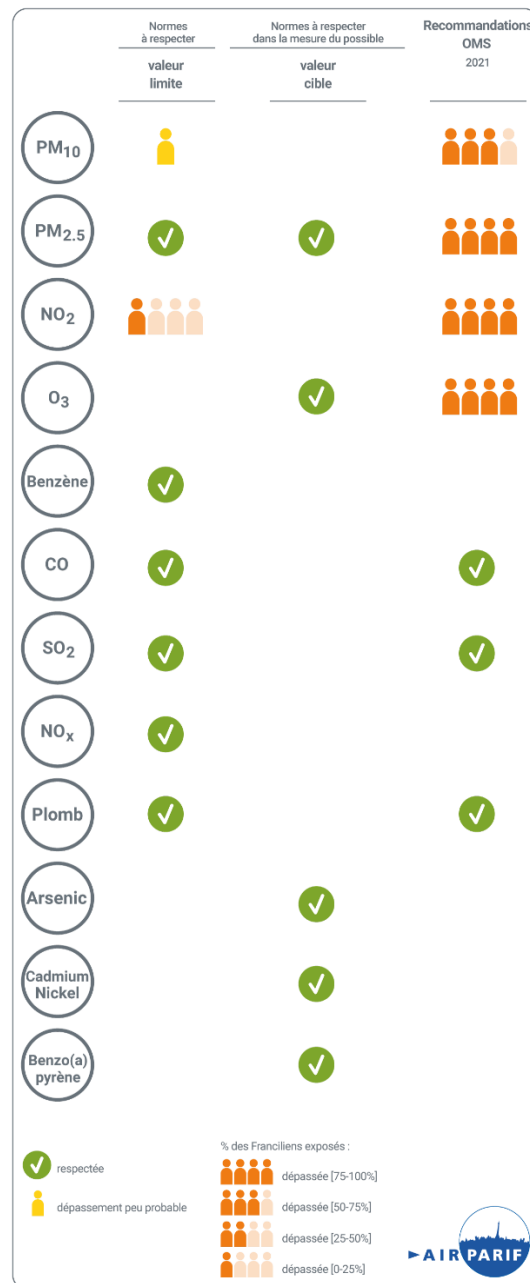 Normes
à respecter
valeur
limite
Normes à respecter
dans la mesure du possible
valeur
cible
Recommandations
OMS
2021
PM10
PM2.5
NO2
O3
Benzène
CO
SO2
NOx
Plomb
Arsenic
Cadmium
Nickel
Benzo(a)
pyrène
respectée
dépassement peu probable
% des Franciliens exposés :
dépassée [75-100%]
dépassée [50-75%]
dépassée [25-50%]
dépassée [0-25%]
AIRPARIF